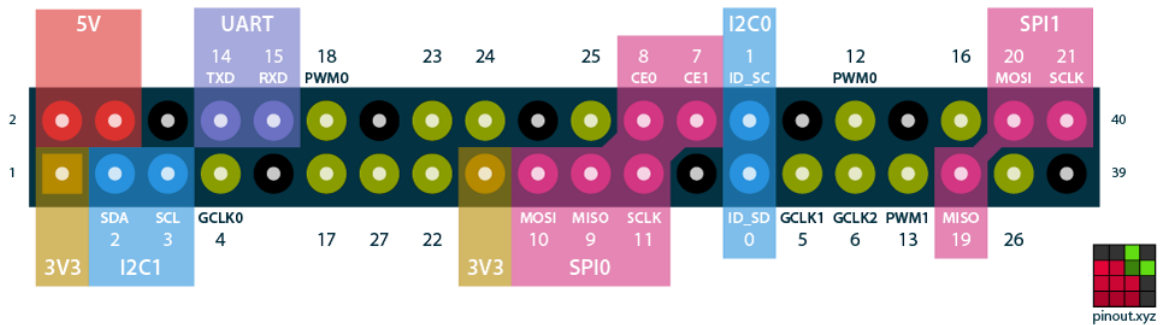 5V UART I2C0 SPI1
14 15 18 23 24 25 8 7 1 12 16 20 21
TXD RXD PWM0 CE0 CE1 ID_SC PWM0 MOSI SCLK
2 40
1 39
SDA SCL GCLK0 MOSI MISO SCLK ID_SD GCLK1 GCLK2 PWM1 MISO
2 3 4 17 27 22 10 9 11 0 5 6 13 19 26
3V3 I2C1 3V3 SPI0
pinout.xyz